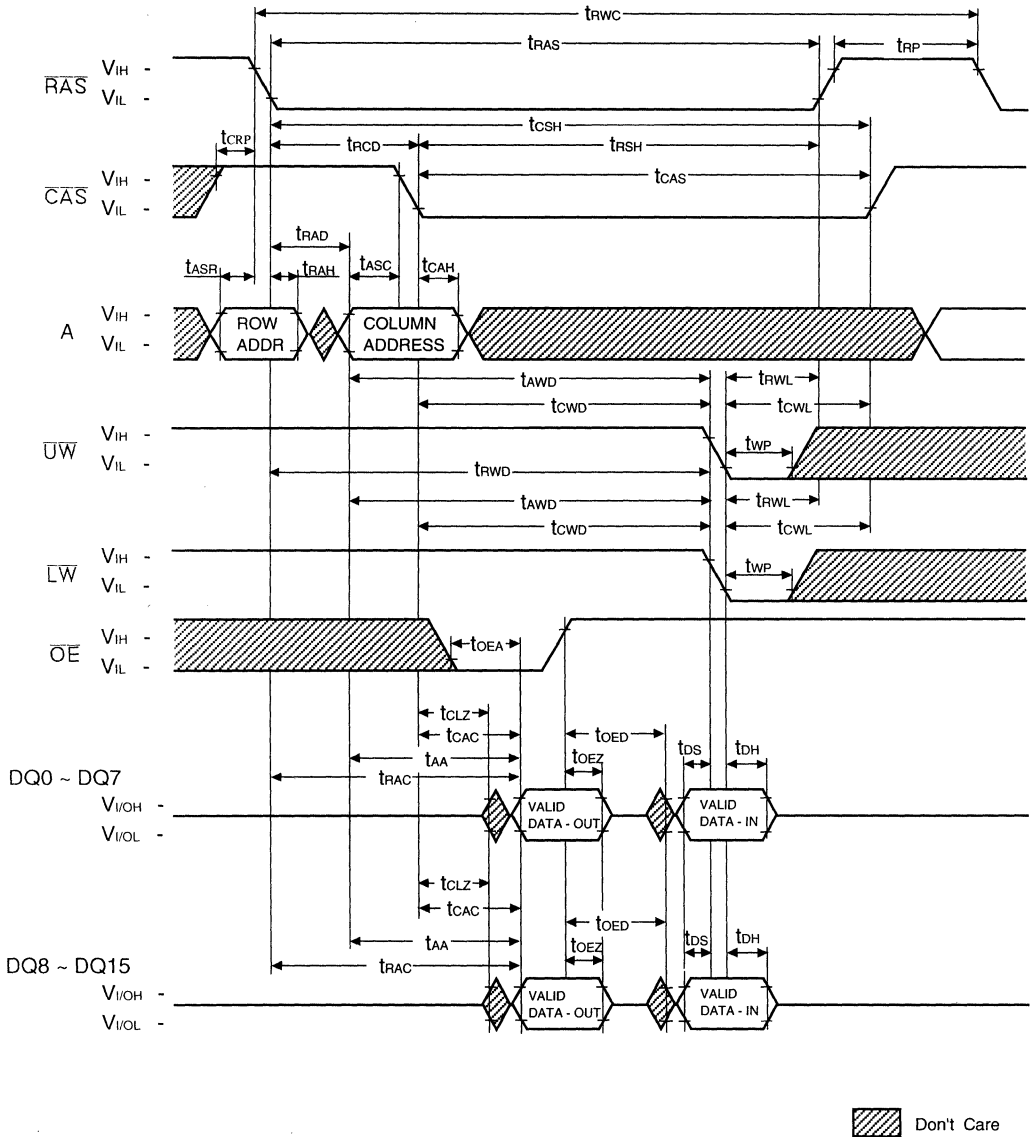 tRWC
tRAS tRP
RAS VIH -
VIL -
tCSH
tCRP tRCD tRSH
CAS VIH - tCAS
VIL -
tRAD
tASR tRAH tASC tCAH
A VIH - ROW ADDR COLUMN ADDRESS
VIL -
tAWD tRWL
tCWD tCWL
UW VIH - tWP
VIL - tRWD
tAWD tRWL
tCWD tCWL
LW VIH - tWP
VIL -
OE VIH - tOEA
VIL -
tCLZ
tCAC tOED
tAA tOEZ tDS tDH
DQ0 ~ DQ7 tRAC
VI/OH - VALID DATA - OUT VALID DATA - IN
VI/OL -
tCLZ
tCAC tOED
tAA tOEZ tDS tDH
DQ8 ~ DQ15 tRAC
VI/OH - VALID DATA - OUT VALID DATA - IN
VI/OL -
Don't Care